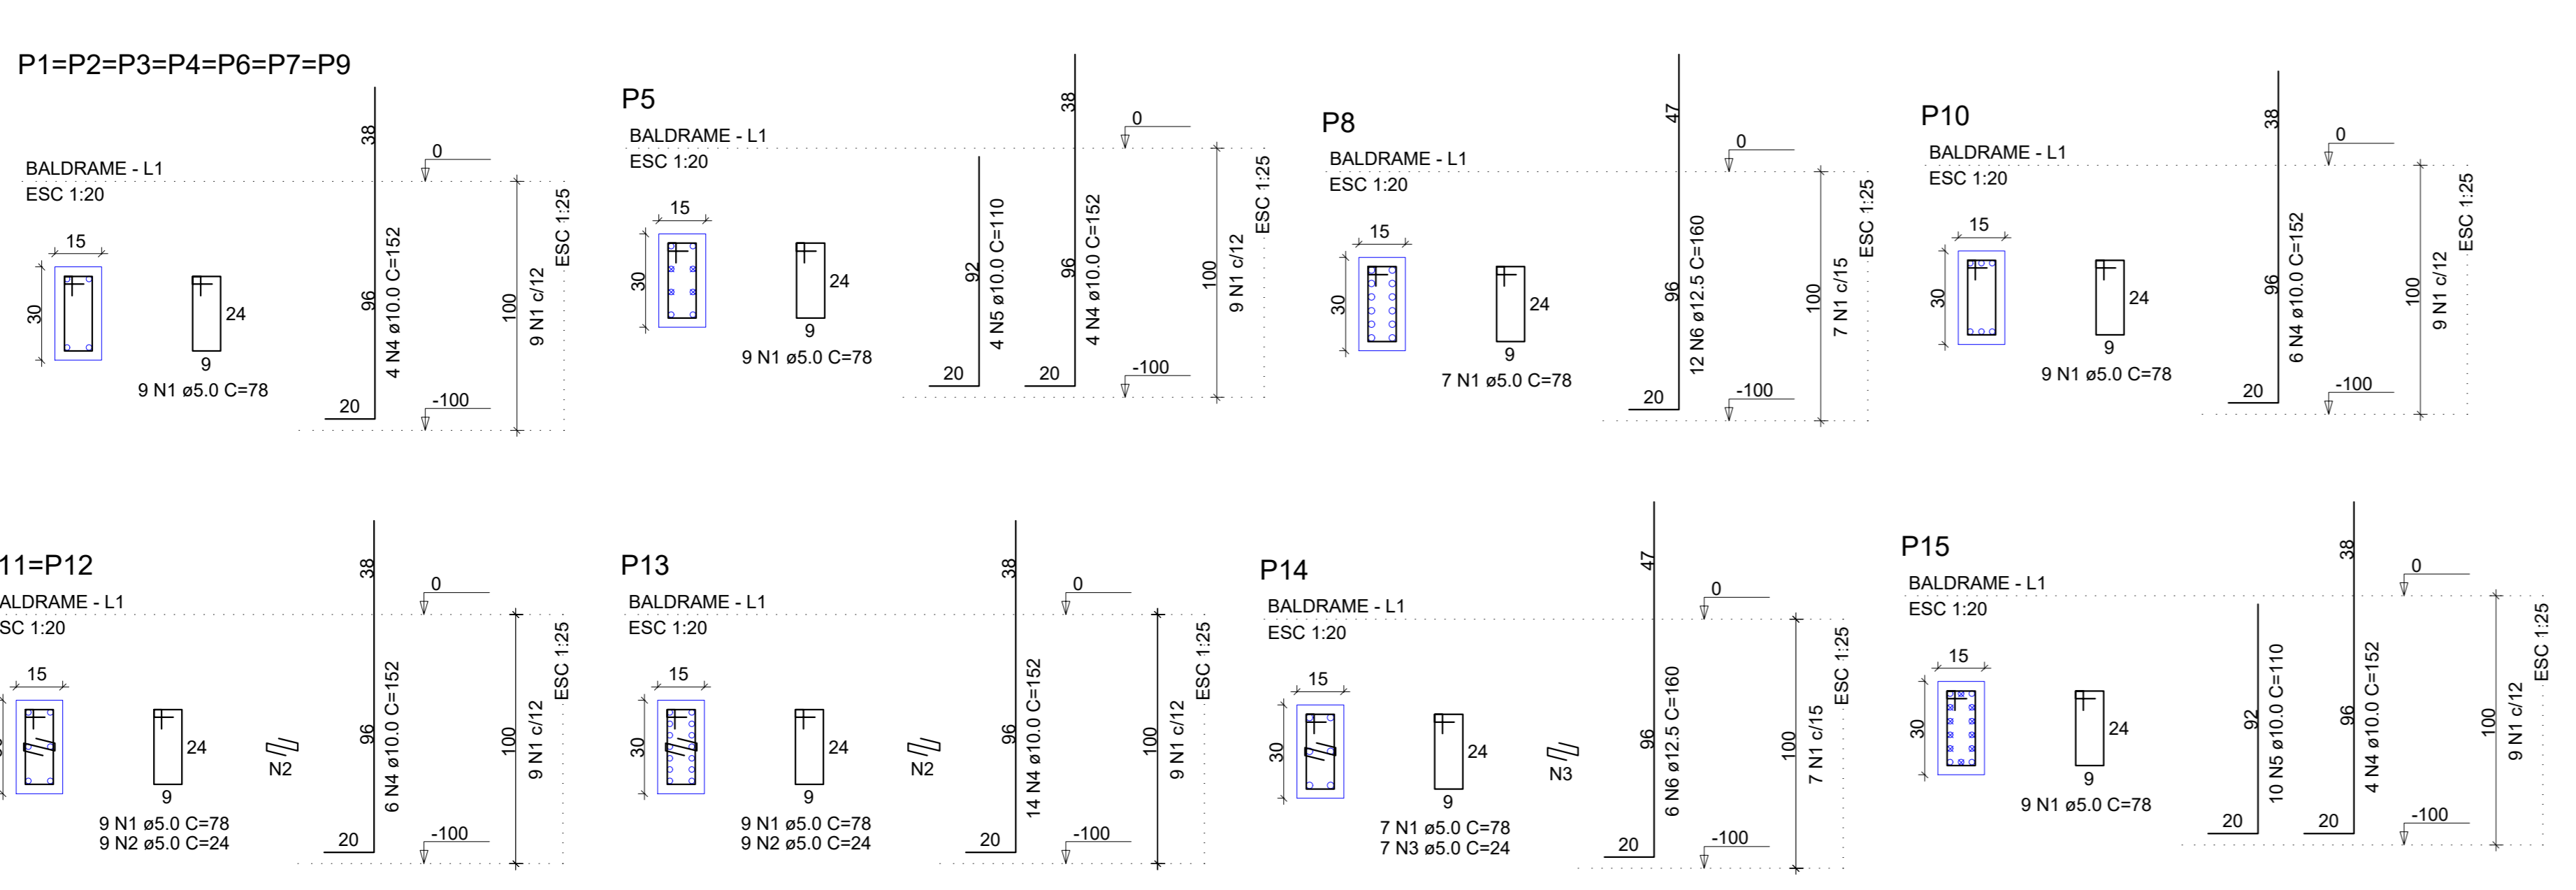 P1=P2=P3=P4=P6=P7=P9
BALDRAME - L1
ESC 1:20
15
30
24
9
9 N1 ø5.0 C=78
38
96
4 N4 ø10.0 C=152
20
0
-100
100
9 N1 c/12
ESC 1:25
P5
BALDRAME - L1
ESC 1:20
15
30
24
9
9 N1 ø5.0 C=78
92
4 N5 ø10.0 C=110
20
38
96
4 N4 ø10.0 C=152
20
0
-100
100
9 N1 c/12
ESC 1:25
P8
BALDRAME - L1
ESC 1:20
15
30
24
9
7 N1 ø5.0 C=78
47
96
12 N6 ø12.5 C=160
20
0
-100
100
7 N1 c/15
ESC 1:25
P10
BALDRAME - L1
ESC 1:20
15
30
24
9
9 N1 ø5.0 C=78
38
96
6 N4 ø10.0 C=152
20
0
-100
100
9 N1 c/12
ESC 1:25
11=P12
ALDRAME - L1
SC 1:20
15
24
9
N2
9 N1 ø5.0 C=78
9 N2 ø5.0 C=24
38
96
6 N4 ø10.0 C=152
20
0
-100
100
9 N1 c/12
ESC 1:25
P13
BALDRAME - L1
ESC 1:20
15
30
24
9
N2
9 N1 ø5.0 C=78
9 N2 ø5.0 C=24
38
96
14 N4 ø10.0 C=152
20
0
-100
100
9 N1 c/12
ESC 1:25
P14
BALDRAME - L1
ESC 1:20
15
30
24
9
N3
7 N1 ø5.0 C=78
7 N3 ø5.0 C=24
47
96
6 N6 ø12.5 C=160
20
0
-100
100
7 N1 c/15
ESC 1:25
P15
BALDRAME - L1
ESC 1:20
15
30
24
9
9 N1 ø5.0 C=78
92
10 N5 ø10.0 C=110
20
38
96
4 N4 ø10.0 C=152
20
0
-100
100
9 N1 c/12
ESC 1:25